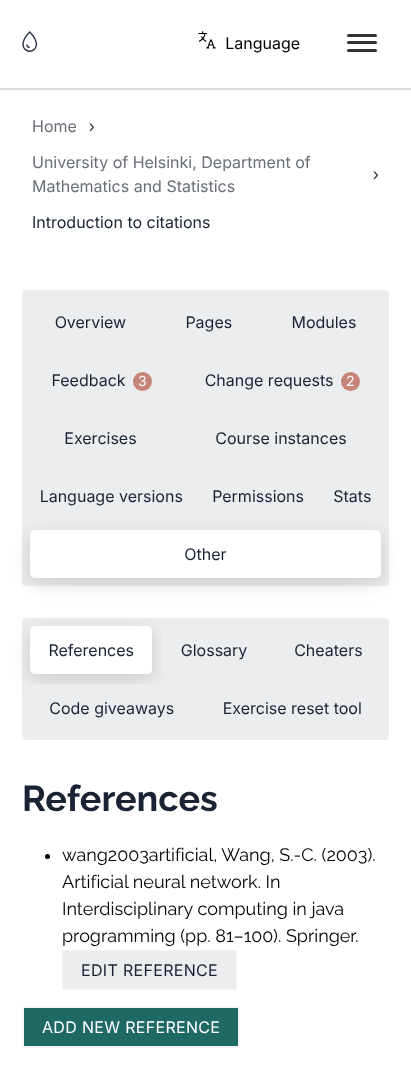 Language
Home ›
University of Helsinki, Department of
Mathematics and Statistics ›
Introduction to citations
Overview Pages Modules
Feedback 3 Change requests 2
Exercises Course instances
Language versions Permissions Stats
Other
References Glossary Cheaters
Code giveaways Exercise reset tool
References
• wang2003artificial, Wang, S.-C. (2003).
Artificial neural network. In
Interdisciplinary computing in java
programming (pp. 81–100). Springer.
EDIT REFERENCE
ADD NEW REFERENCE